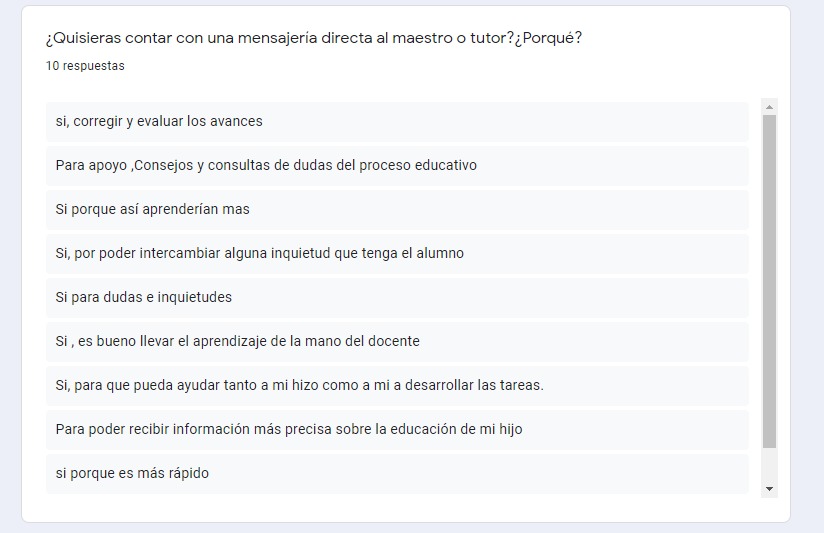 ¿Quisieras contar con una mensajería directa al maestro o tutor?¿Porqué?
10 respuestas
si, corregir y evaluar los avances
Para apoyo ,Consejos y consultas de dudas del proceso educativo
Si porque así aprenderían mas
Si, por poder intercambiar alguna inquietud que tenga el alumno
Si para dudas e inquietudes
Si , es bueno llevar el aprendizaje de la mano del docente
Si, para que pueda ayudar tanto a mi hizo como a mi a desarrollar las tareas.
Para poder recibir información más precisa sobre la educación de mi hijo
si porque es más rápido